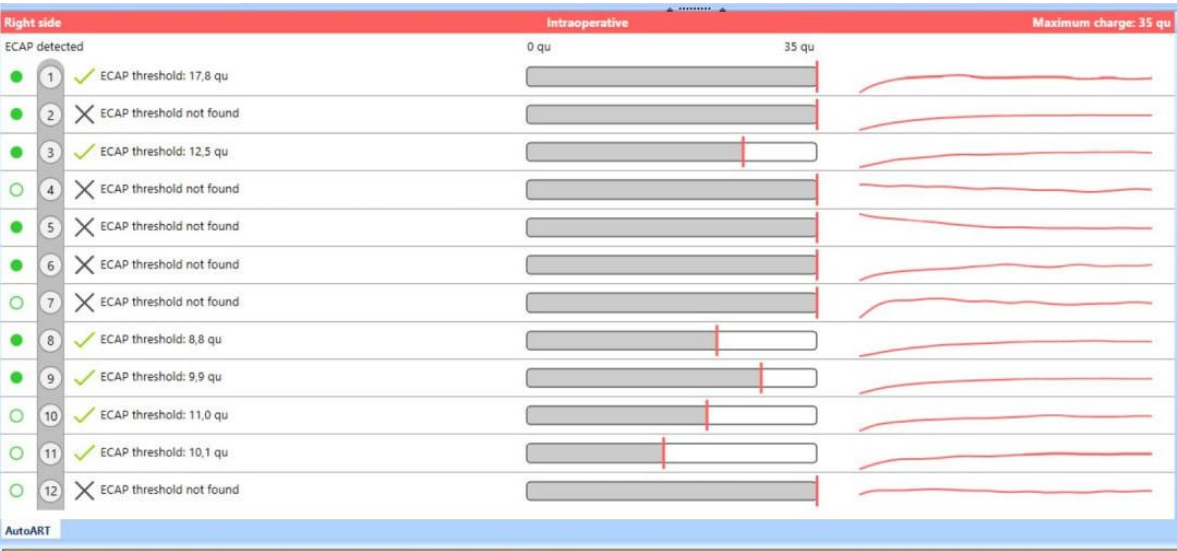 Right side Intraoperative Maximum charge: 35 qu
ECAP detected 0 qu 35 qu
1 ECAP threshold: 17,8 qu
2 ECAP threshold not found
3 ECAP threshold: 12,5 qu
4 ECAP threshold not found
5 ECAP threshold not found
6 ECAP threshold not found
7 ECAP threshold not found
8 ECAP threshold: 8,8 qu
9 ECAP threshold: 9,9 qu
10 ECAP threshold: 11,0 qu
11 ECAP threshold: 10,1 qu
12 ECAP threshold not found
AutoART